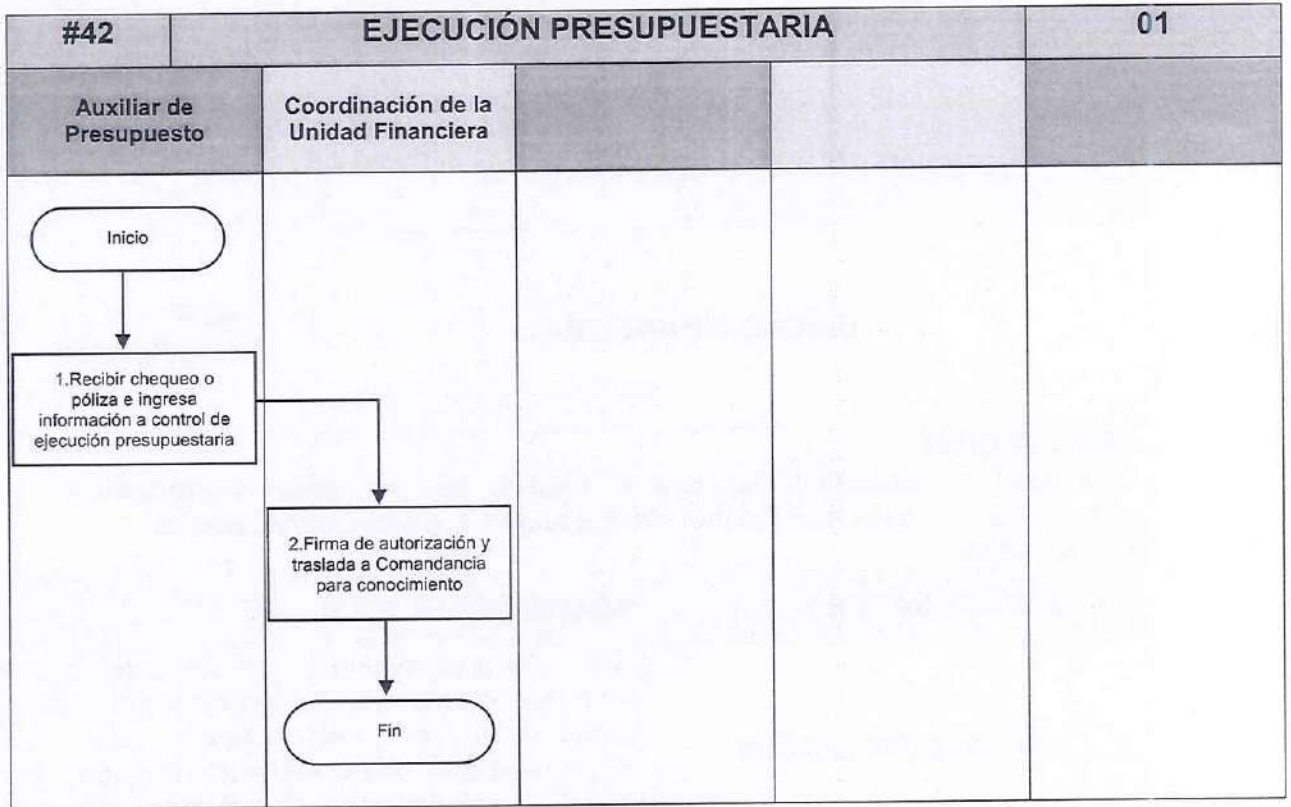 #42 EJECUCIÓN PRESUPUESTARIA 01
Auxiliar de
Presupuesto
Coordinación de la
Unidad Financiera
Inicio
1.Recibir chequeo o
póliza e ingresa
información a control de
ejecución presupuestaria
2.Firma de autorización y
traslada a Comandancia
para conocimiento
Fin